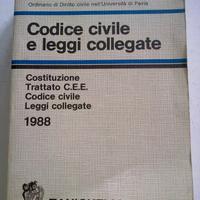 Ordinario di Diritto civile nell'Università di Pavia
Codice civile
e leggi collegate
Costituzione
Trattato C.E.E.
Codice civile
Leggi collegate
1988